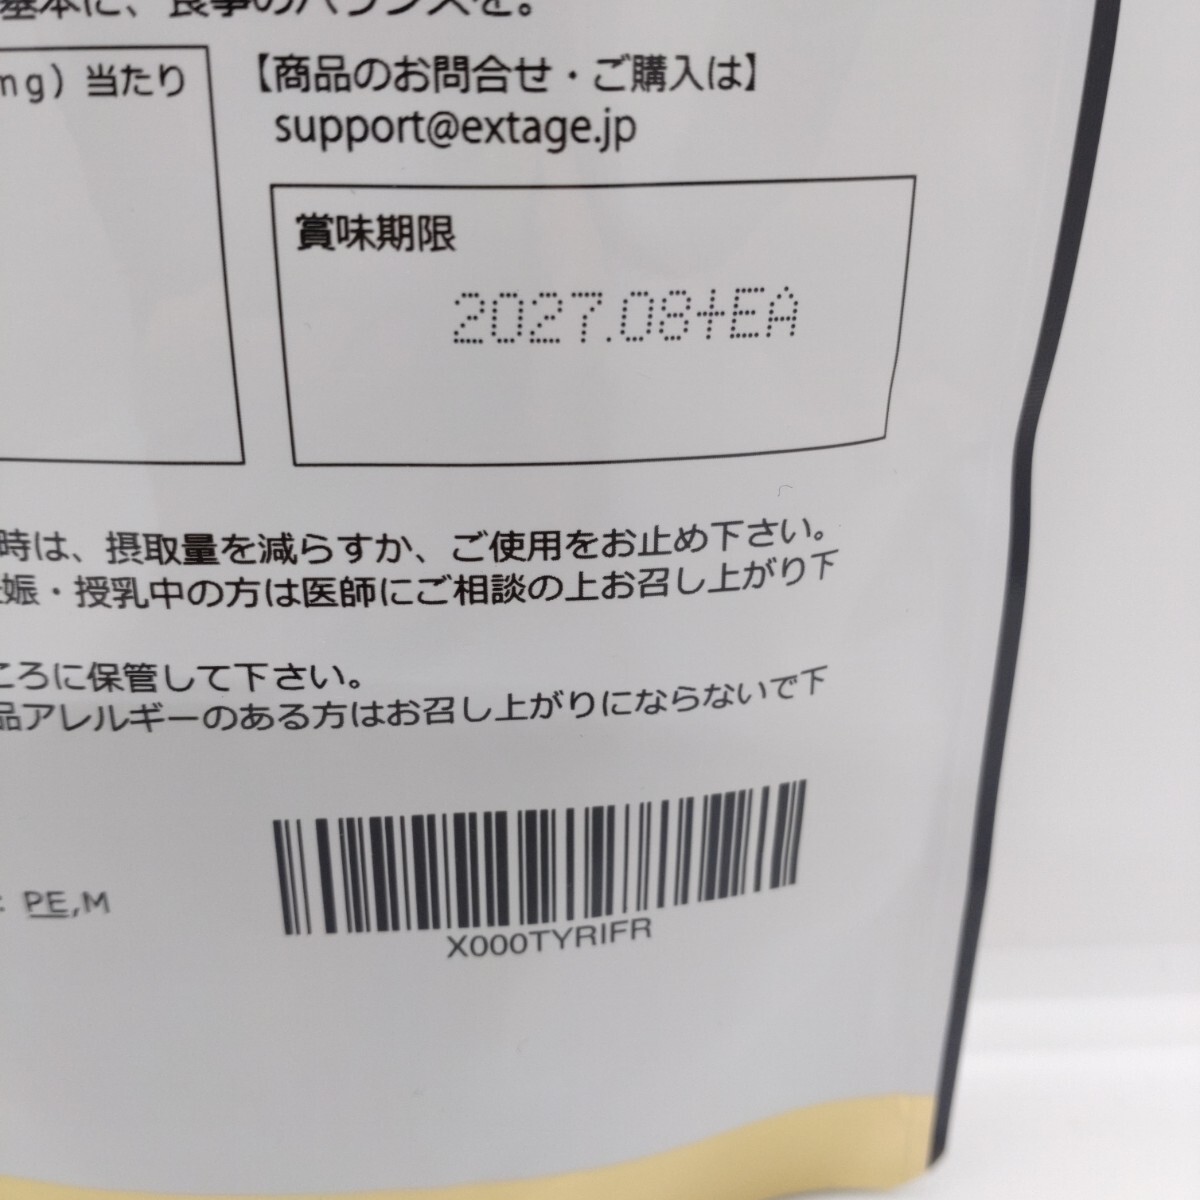 基本に、食事のバランスを。
mg）当たり
【商品のお問合せ・ご購入は】
support@extage.jp
賞味期限
2027.08+EA
時は、摂取量を減らすか、ご使用をお止め下さい。
娠・授乳中の方は医師にご相談の上お召し上がり下
ころに保管して下さい。
品アレルギーのある方はお召し上がりにならないで下
: PE,M
X000TYRIFR